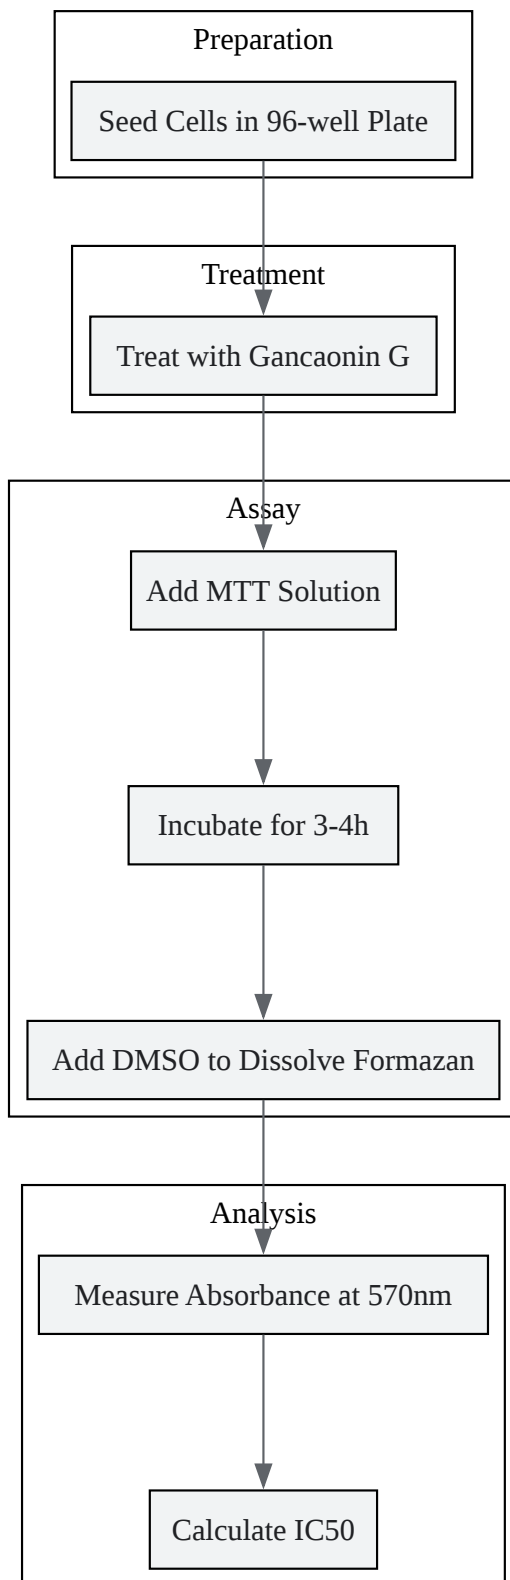 Preparation
Seed Cells in 96-well Plate
Treatment
Treat with Gancaonin G
Assay
Add MTT Solution
Incubate for 3-4h
Add DMSO to Dissolve Formazan
Analysis
Measure Absorbance at 570nm
Calculate IC50